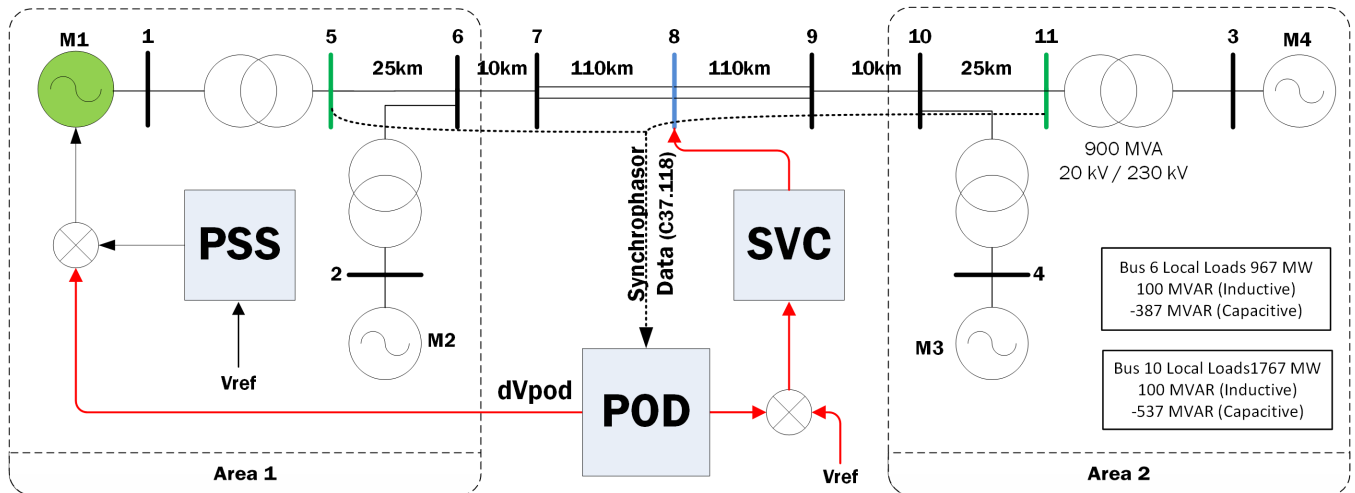 M1
1
5
6
7
8
9
10
11
3
M4
25km
10km
110km
110km
10km
25km
900 MVA
20 kV / 230 kV
Synchrophasor
Data (C37.118)
PSS
SVC
2
4
M2
M3
Vref
dVpod
POD
Vref
Bus 6 Local Loads 967 MW
100 MVAR (Inductive)
-387 MVAR (Capacitive)
Bus 10 Local Loads1767 MW
100 MVAR (Inductive)
-537 MVAR (Capacitive)
Area 1
Area 2